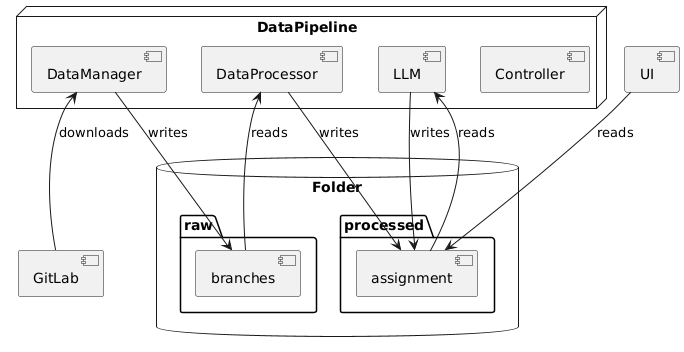 DataPipeline
DataManager
DataProcessor
LLM
Controller
UI
downloads
writes
reads
writes
writes
reads
reads
Folder
raw
processed
GitLab
branches
assignment